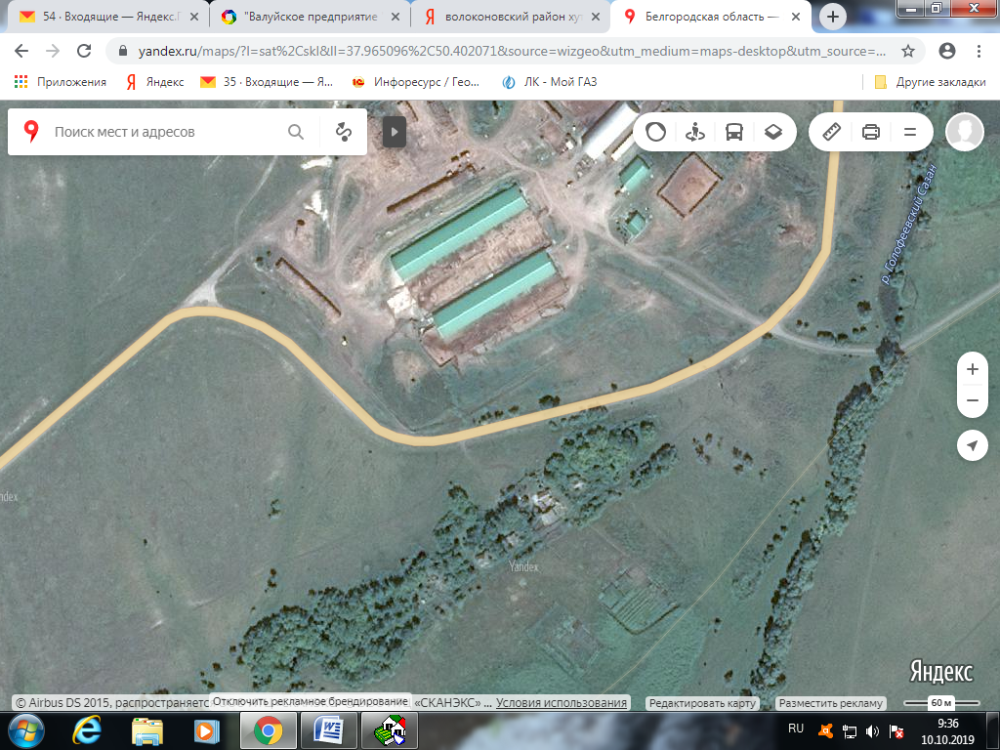 54 · Входящие — Яндекс.П
"Валуйское предприятие
волоконовский район хут
Белгородская область —
yandex.ru/maps/?l=sat%2Cskl&ll=37.965096%2C50.402071&source=wizgeo&utm_medium=maps-desktop&utm_source=...
Приложения
Яндекс
35 · Входящие — Я...
Инфоресурс / Гео...
ЛК - Мой ГАЗ
Другие закладки
Поиск мест и адресов
р. Голофеевский Сазан
ndex
Yandex
Яндекс
© Airbus DS 2015, распространяетс
Отключить рекламное брендирование
«СКАНЭКС» ...
Условия использования
Редактировать карту
Разместить рекламу
60 м
RU
9:36
10.10.2019